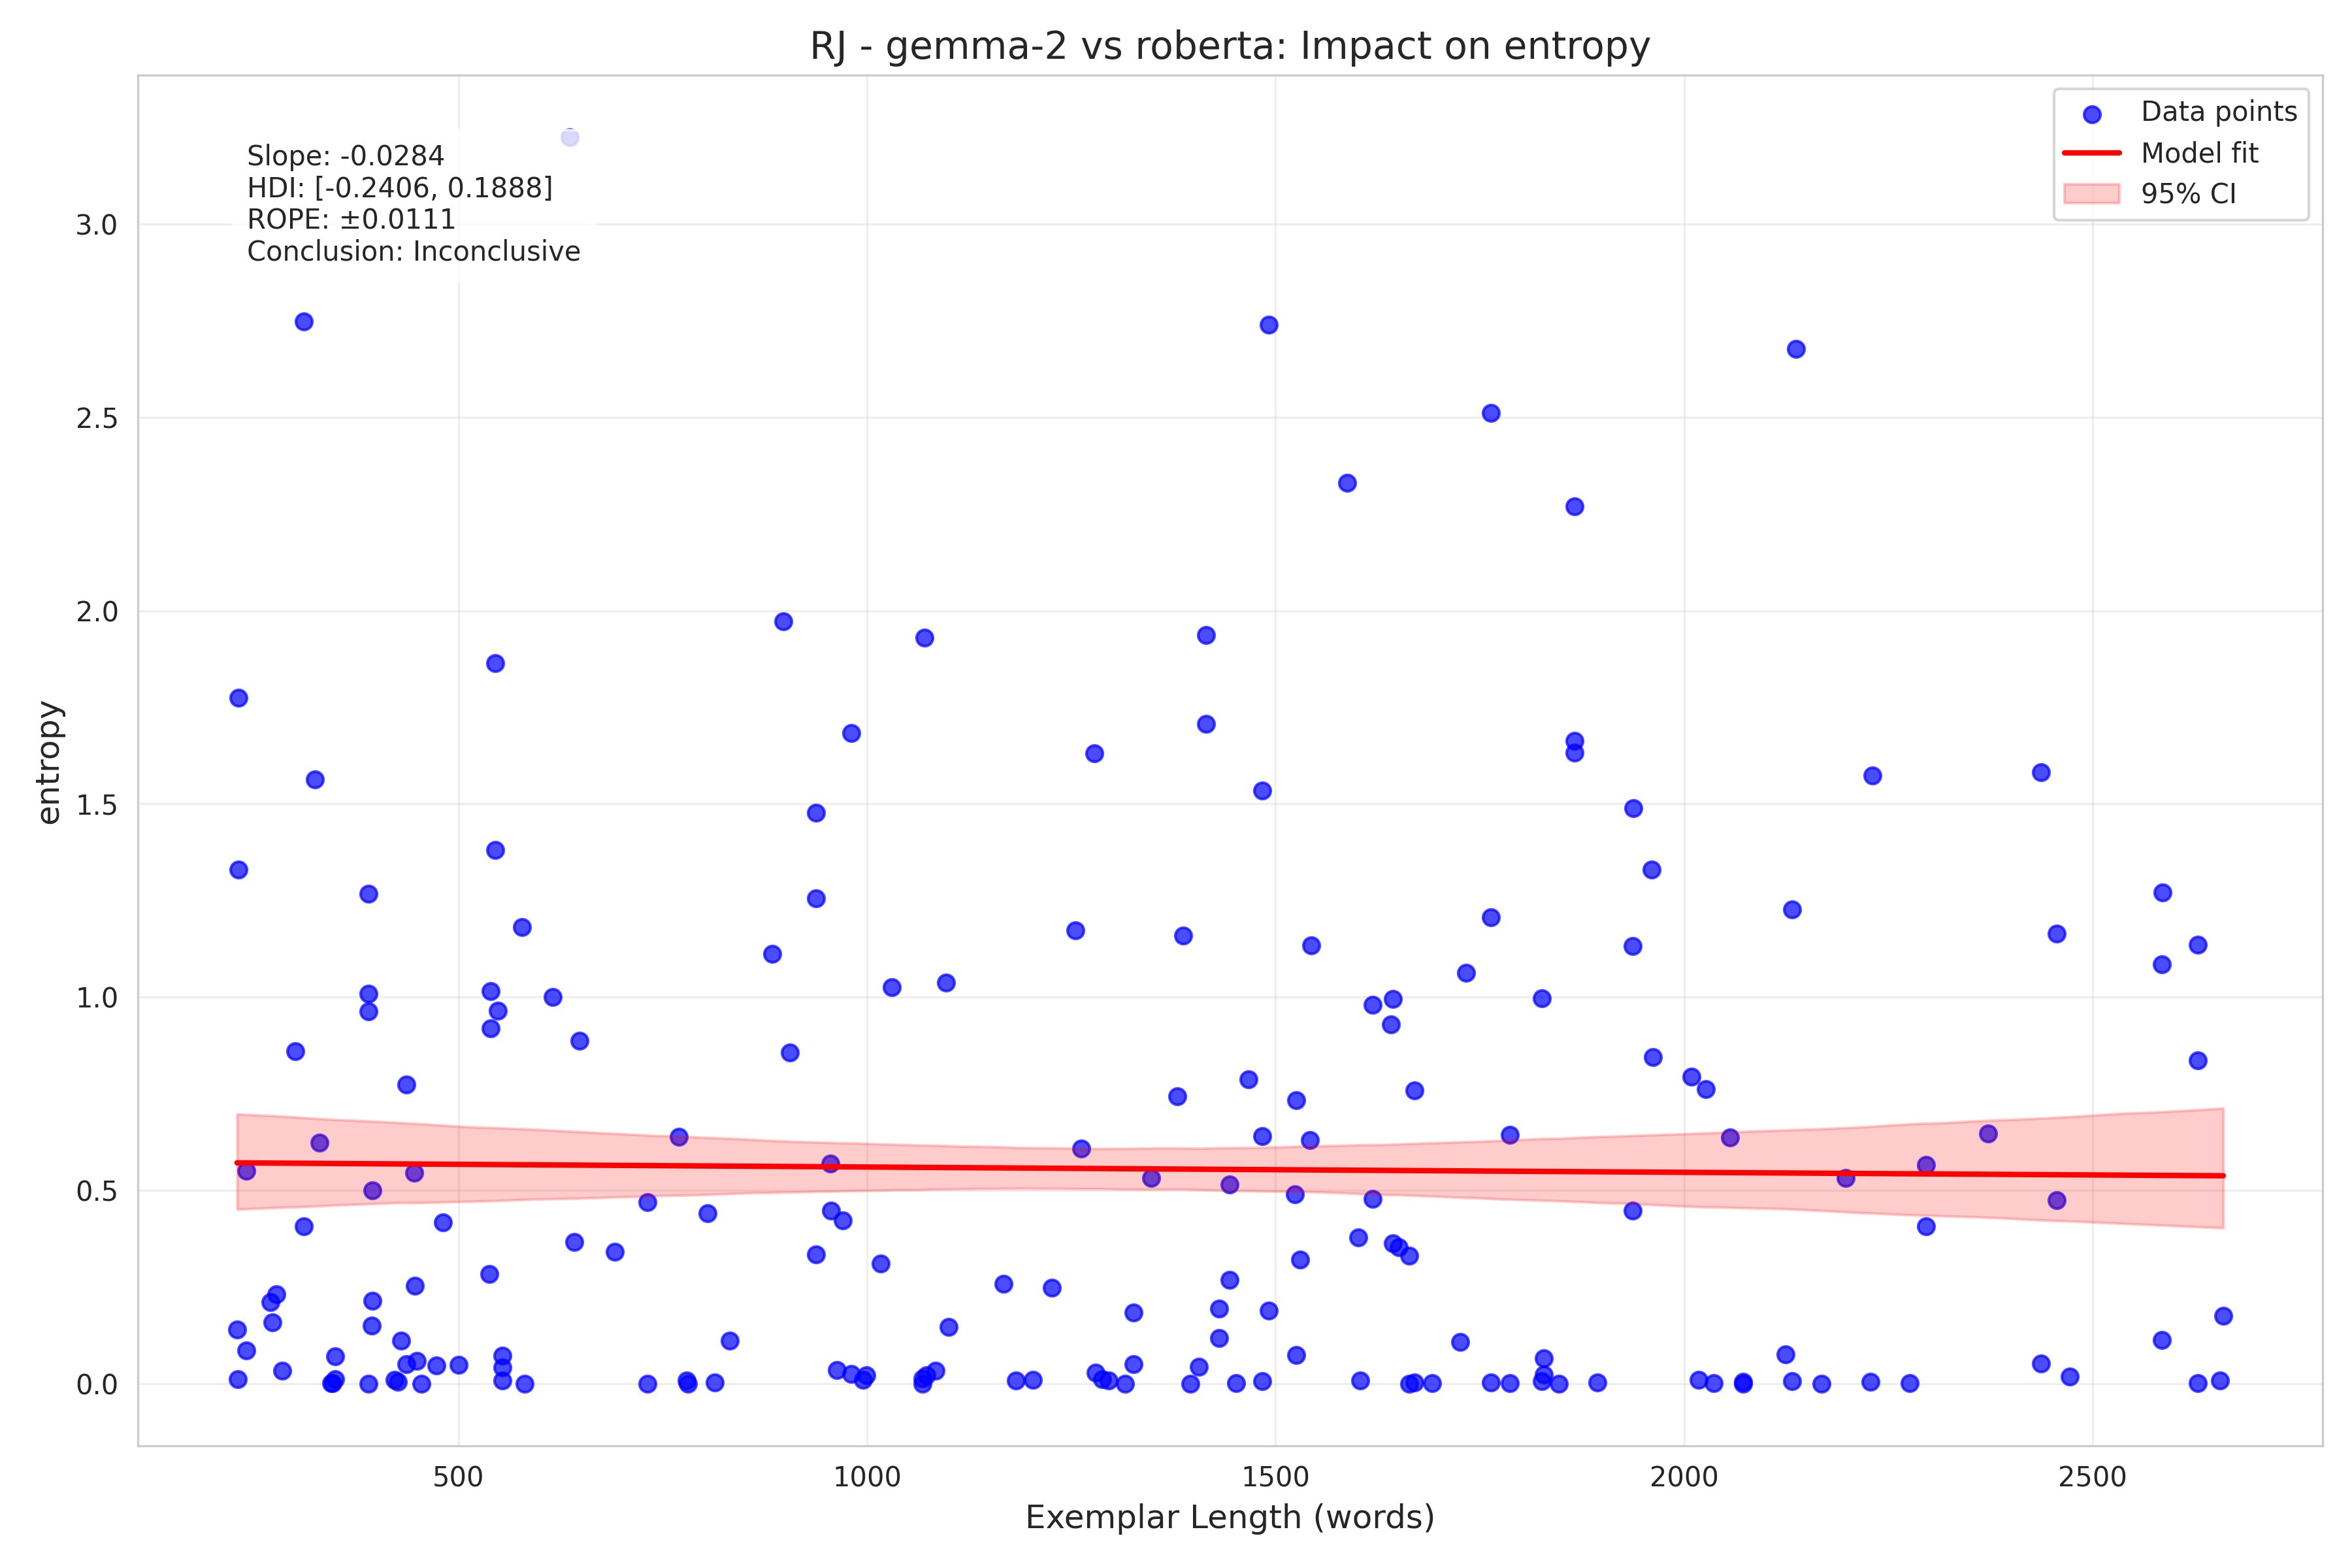 RJ - gemma-2 vs roberta: Impact on entropy
Slope: -0.0284
HDI: [-0.2406, 0.1888]
ROPE: ±0.0111
Conclusion: Inconclusive
Data points
Model fit
95% CI
entropy
3.0
2.5
2.0
1.5
1.0
0.5
0.0
500
1000
1500
2000
2500
Exemplar Length (words)